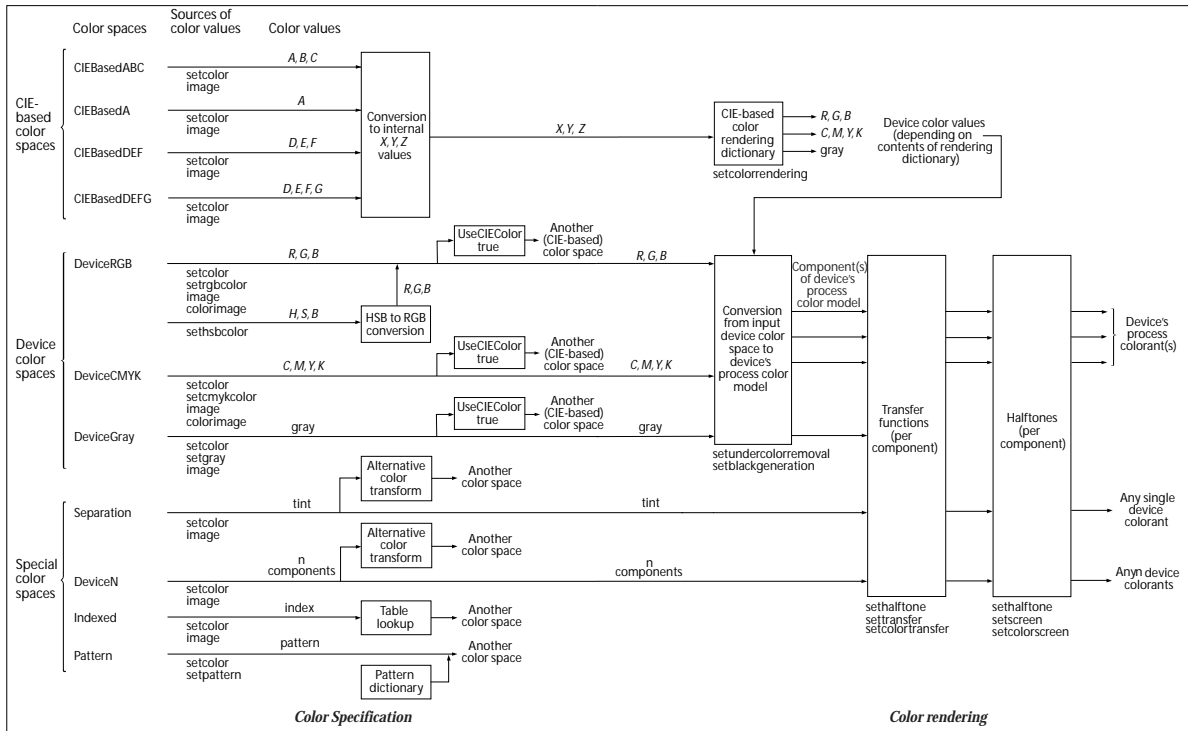 Color spaces
Sources of
color values
Color values
CIE-
based
color
spaces
CIEBasedABC
setcolor
image
A, B, C
CIEBasedA
setcolor
image
A
CIEBasedDEF
setcolor
image
D, E, F
CIEBasedDEFG
setcolor
image
D, E, F, G
Conversion
to internal
X, Y, Z
values
X, Y, Z
CIE-based
color
rendering
dictionary
setcolorrendering
R, G, B
C, M, Y, K
gray
Device color values
(depending on
contents of rendering
dictionary)
Device
color
spaces
DeviceRGB
setcolor
setrgbcolor
image
colorimage
R, G, B
UseCIEColor
true
Another
(CIE-based)
color space
R, G, B
R,G,B
sethsbcolor
H, S, B
HSB to RGB
conversion
DeviceCMYK
setcolor
setcmykcolor
image
colorimage
C, M, Y, K
UseCIEColor
true
Another
(CIE-based)
color space
C, M, Y, K
DeviceGray
setcolor
setgray
image
gray
UseCIEColor
true
Another
(CIE-based)
color space
gray
Conversion
from input
device color
space to
device's
process color
model
setundercolorremoval
setblackgeneration
Component(s)
of device's
process
color model
Transfer
functions
(per
component)
sethalftone
settransfer
setcolortransfer
Halftones
(per
component)
sethalftone
setscreen
setcolorscreen
Device's
process
colorant(s)
Special
color
spaces
Separation
setcolor
image
tint
Alternative
color
transform
Another
color space
tint
Any single
device
colorant
DeviceN
setcolor
image
n
components
Alternative
color
transform
Another
color space
n
components
Anyn device
colorants
Indexed
setcolor
image
index
Table
lookup
Another
color space
Pattern
setcolor
setpattern
pattern
Pattern
dictionary
Another
color space
Color Specification
Color rendering